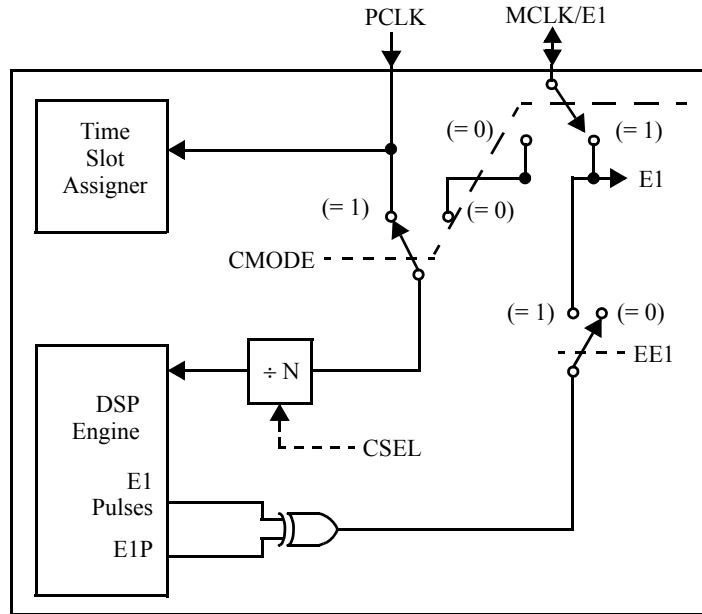 PCLK
MCLK/E1
Time
Slot
Assigner
(= 0)
(= 1)
E1
(= 1)
(= 0)
CMODE
(= 1)
(= 0)
EE1
÷ N
DSP
Engine
CSEL
E1
Pulses
E1P